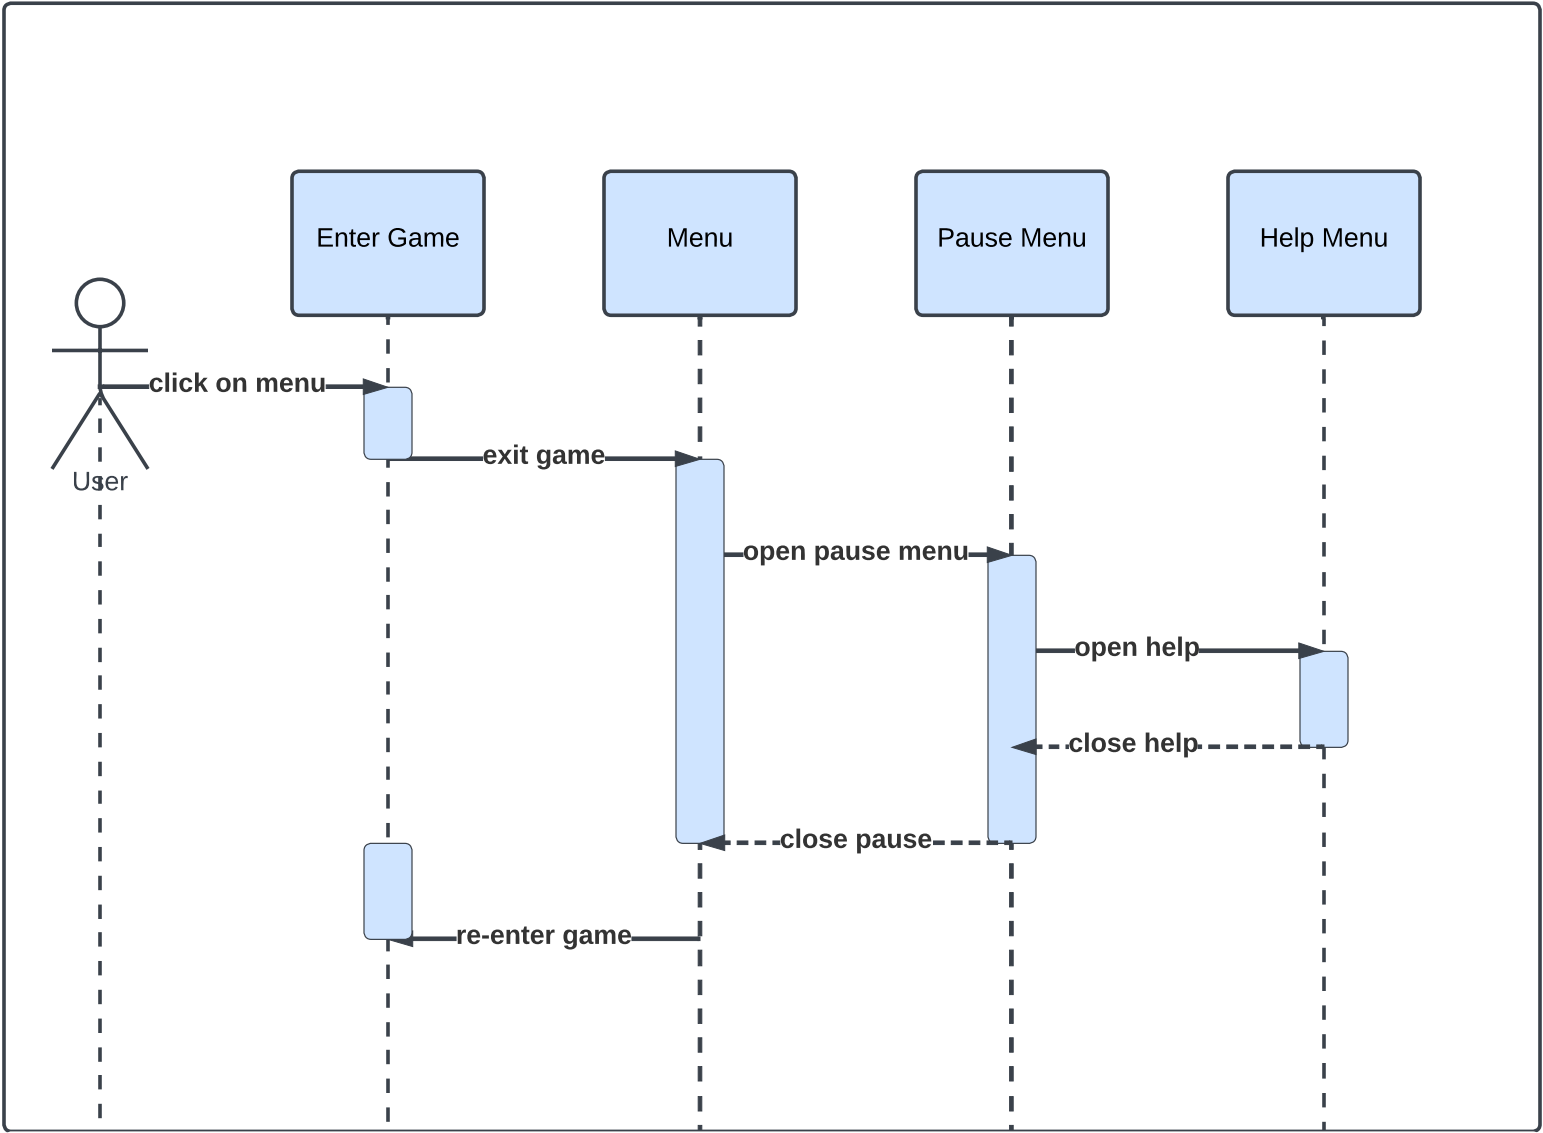 Enter Game
Menu
Pause Menu
Help Menu
click on menu
exit game
User
open pause menu
open help
close help
close pause
re-enter game